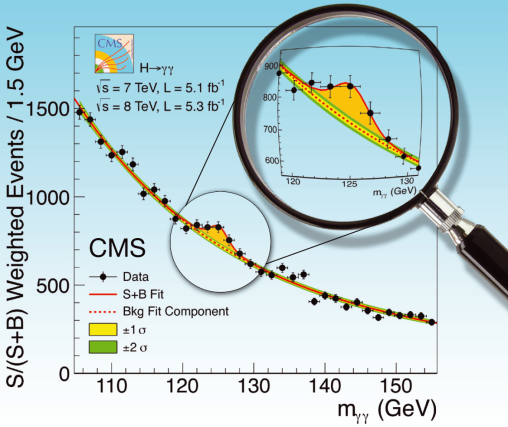 CMS
H→γγ
√s = 7 TeV, L = 5.1 fb⁻¹
√s = 8 TeV, L = 5.3 fb⁻¹
S/(S+B) Weighted Events / 1.5 GeV
1500
1000
500
0
CMS
Data
S+B Fit
Bkg Fit Component
±1 σ
±2 σ
110
120
130
140
150
mγγ (GeV)
900
800
700
600
120
125
130
mγγ (GeV)